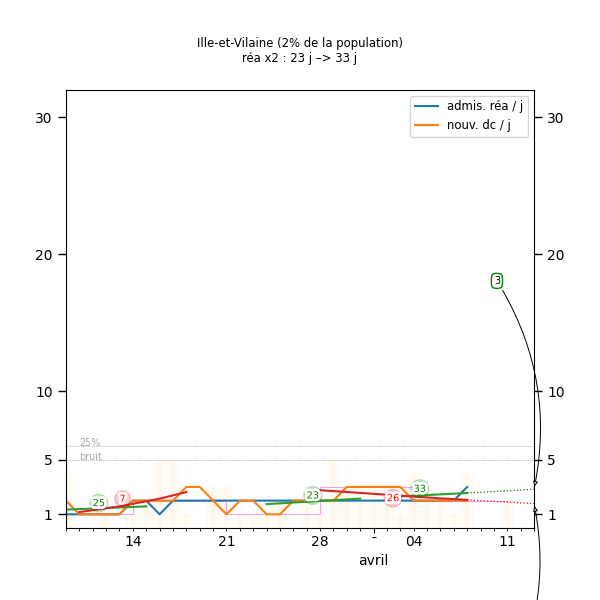 Ille-et-Vilaine (2% de la population)
réa x2 : 23 j –> 33 j
admis. réa / j
nouv. dc / j
30 30
20 20
3
10 10
25%
bruit
5 5
25 7 23 26 33
1 1
14 21 28 - 04 11
avril